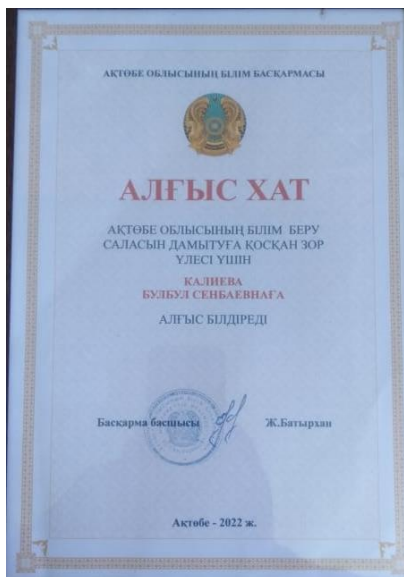 АҚТӨБЕ ОБЛЫСЫНЫҢ БІЛІМ БАСҚАРМАСЫ
АЛҒЫС ХАТ
АҚТӨБЕ ОБЛЫСЫНЫҢ БІЛІМ БЕРУ
САЛАСЫН ДАМЫТУҒА ҚОСҚАН ЗОР
ҮЛЕСІ ҮШІН
КАЛИЕВА
БУЛБУЛ СЕНБАЕВНАҒА
АЛҒЫС БІЛДІРЕДІ
Басқарма басшысы Ж.Батырхан
Ақтөбе - 2022 ж.